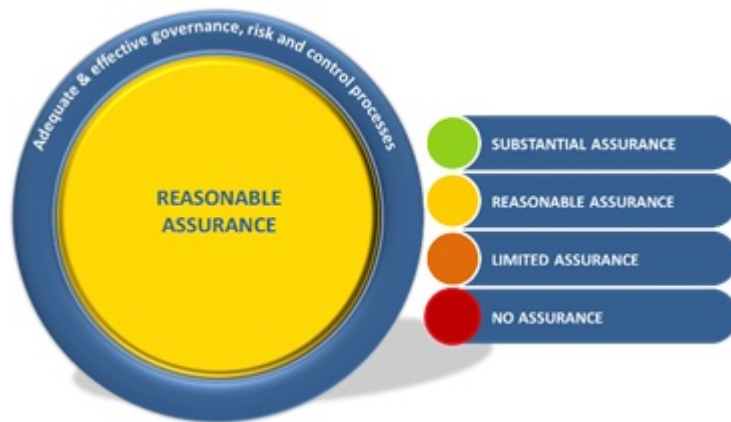 Adequate & effective governance, risk and control processes
REASONABLE
ASSURANCE
SUBSTANTIAL ASSURANCE
REASONABLE ASSURANCE
LIMITED ASSURANCE
NO ASSURANCE